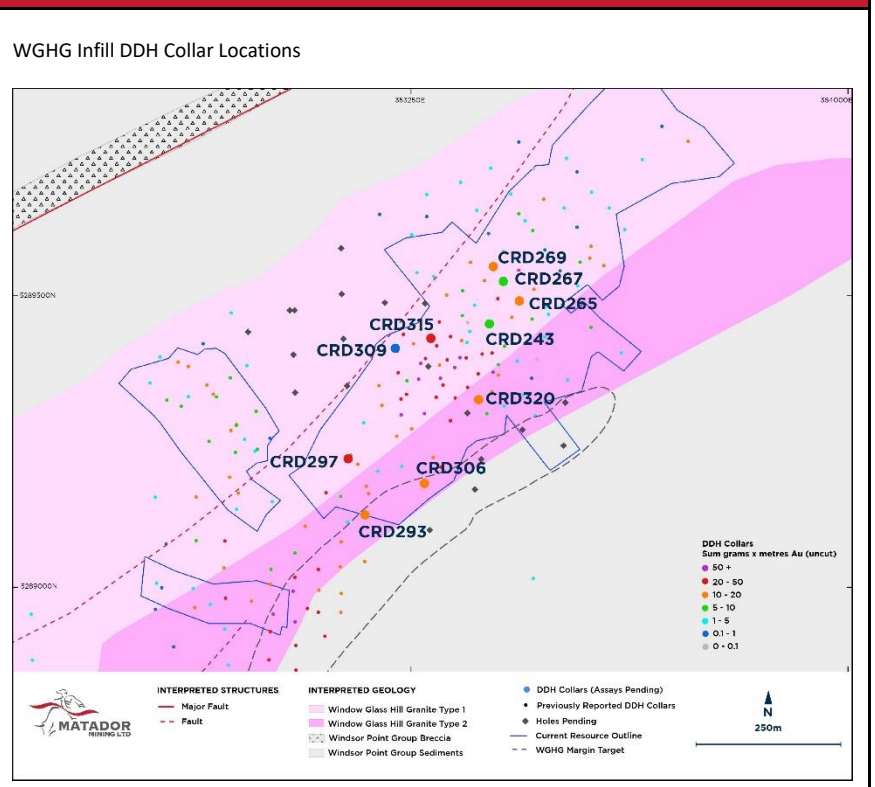 WGHG Infill DDH Collar Locations
353250E
354000E
5289500N
5289000N
CRD269
CRD267
CRD265
CRD315
CRD243
CRD309
CRD320
CRD297
CRD306
CRD293
DDH Collars
Sum grams x metres Au (uncut)
50 +
20 - 50
10 - 20
5 - 10
1 - 5
0.1 - 1
0 - 0.1
MATADOR
MINING LTD
INTERPRETED STRUCTURES
Major Fault
Fault
INTERPRETED GEOLOGY
Window Glass Hill Granite Type 1
Window Glass Hill Granite Type 2
Windsor Point Group Breccia
Windsor Point Group Sediments
DDH Collars (Assays Pending)
Previously Reported DDH Collars
Holes Pending
Current Resource Outline
WGHG Margin Target
N
250m